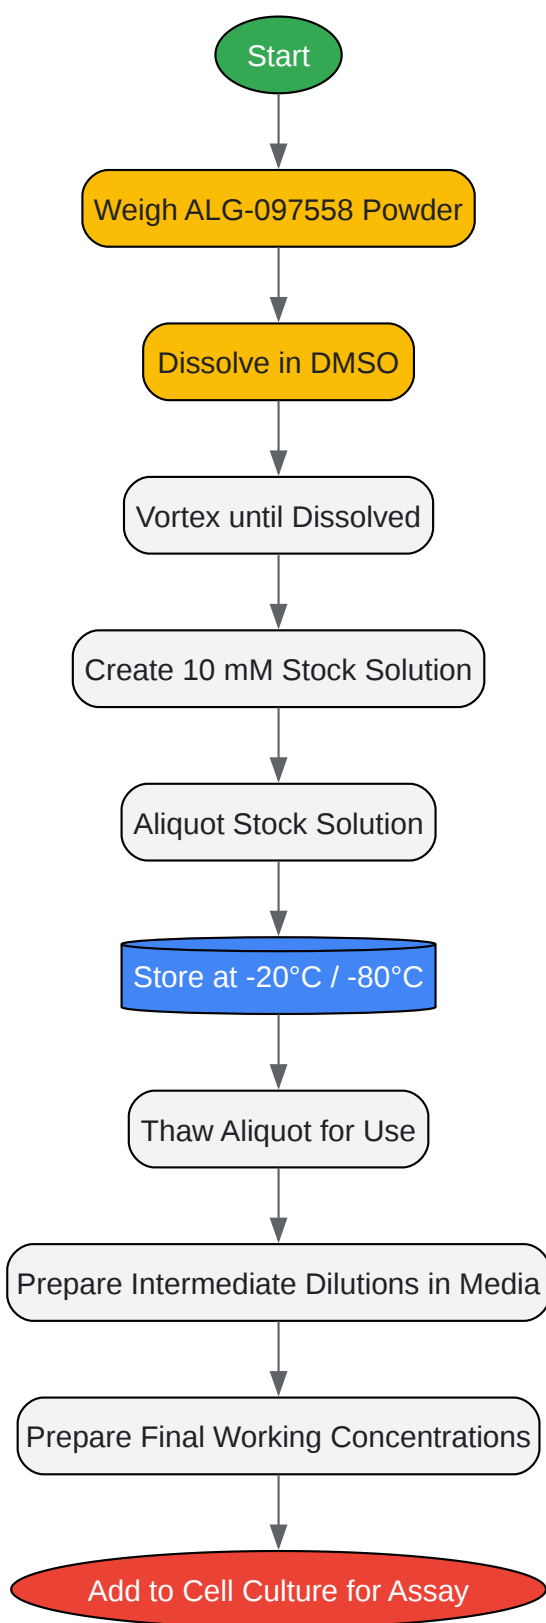 Start
Weigh ALG-097558 Powder
Dissolve in DMSO
Vortex until Dissolved
Create 10 mM Stock Solution
Aliquot Stock Solution
Store at -20°C / -80°C
Thaw Aliquot for Use
Prepare Intermediate Dilutions in Media
Prepare Final Working Concentrations
Add to Cell Culture for Assay